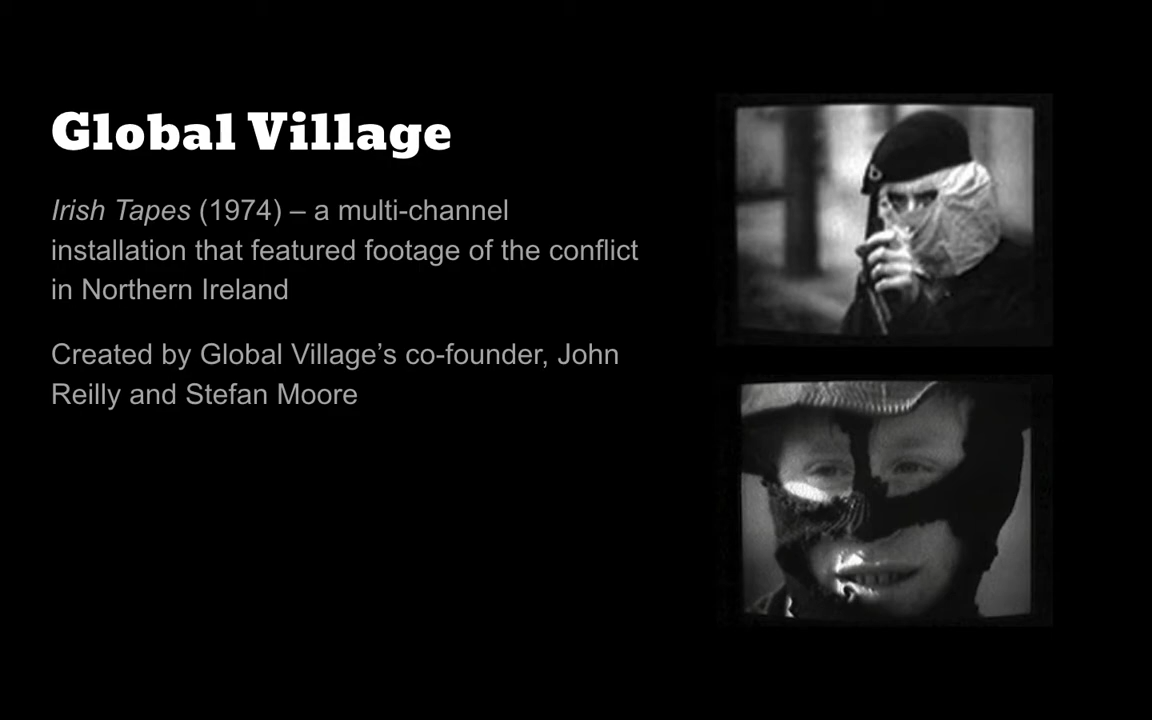 Global Village
Irish Tapes (1974) – a multi-channel
installation that featured footage of the conflict
in Northern Ireland
Created by Global Village’s co-founder, John
Reilly and Stefan Moore